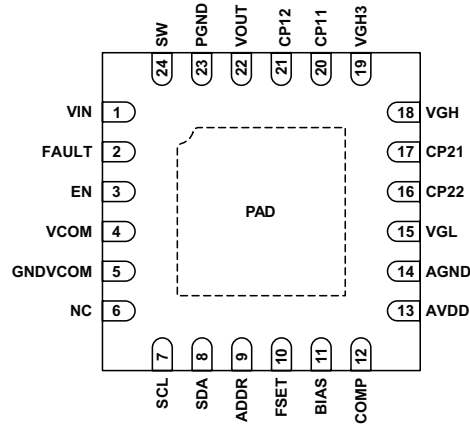 SW PGND VOUT CP12 CP11 VGH3
24 23 22 21 20 19
VIN 1 18 VGH
FAULT 2 17 CP21
EN 3 16 CP22
PAD
VCOM 4 15 VGL
GNDVCOM 5 14 AGND
NC 6 13 AVDD
7 8 9 10 11 12
SCL SDA ADDR FSET BIAS COMP